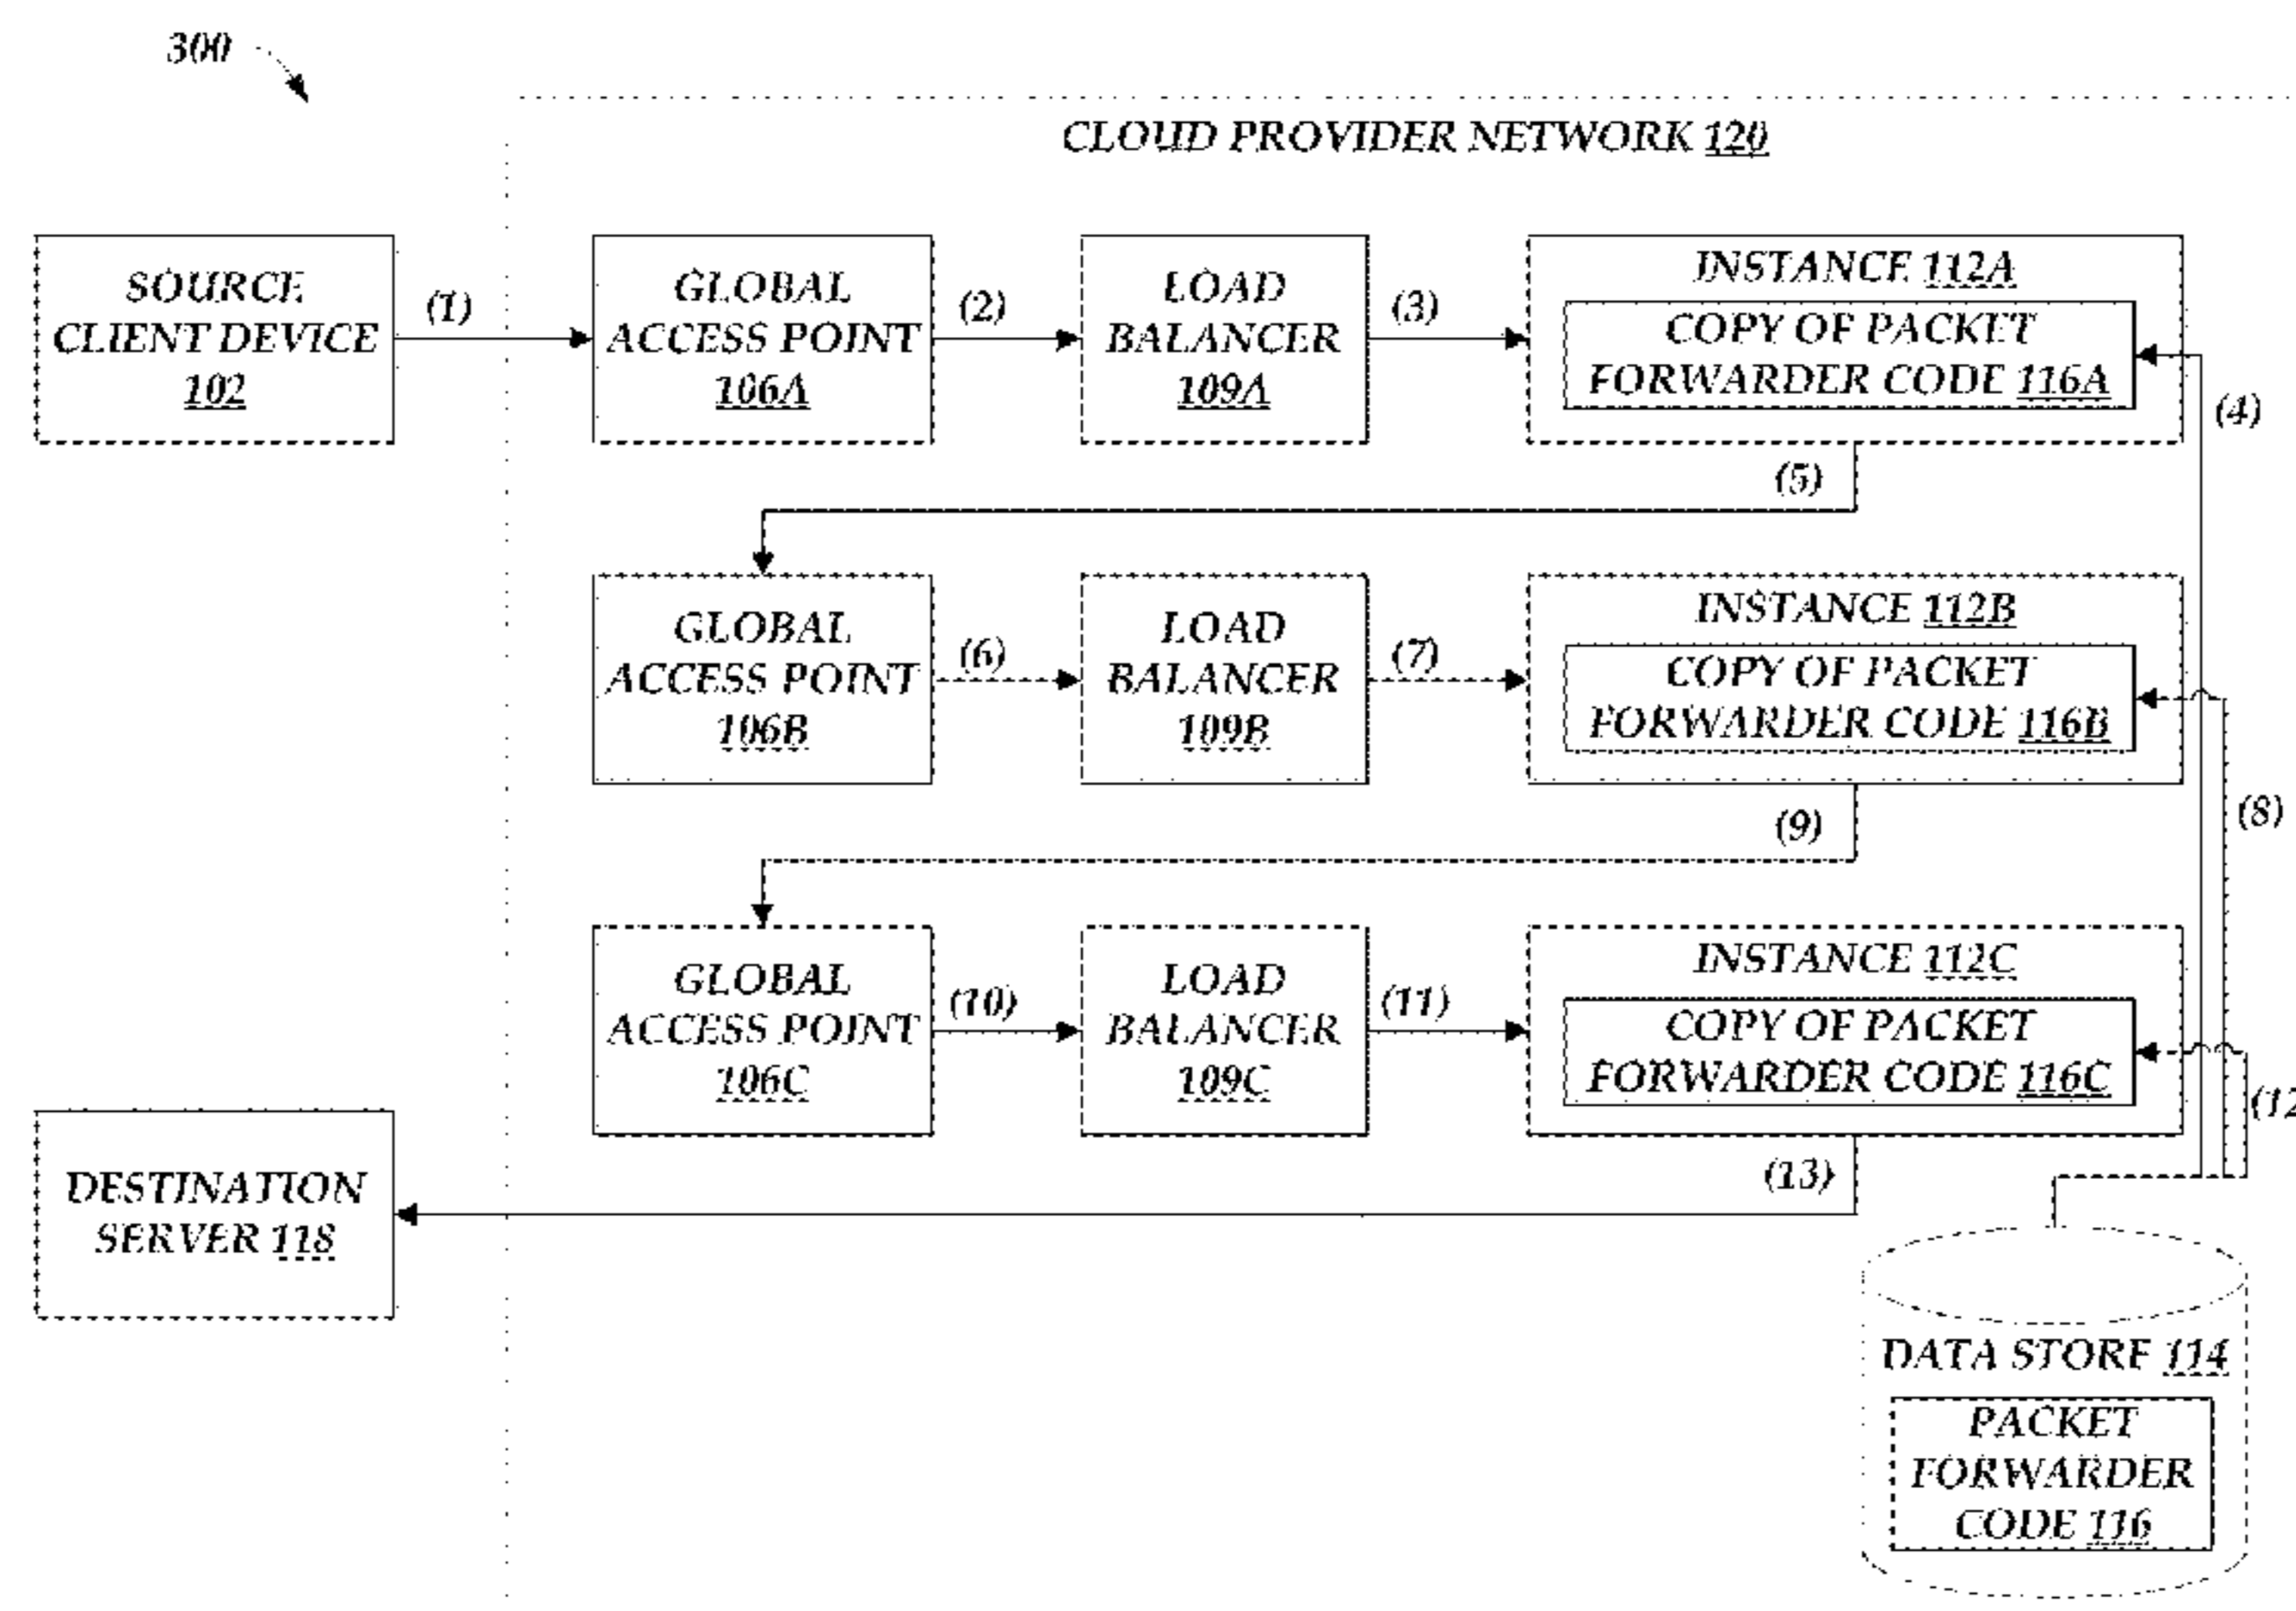 300
CLOUD PROVIDER NETWORK 120
SOURCE
CLIENT DEVICE
102
(1)
GLOBAL
ACCESS POINT
106A
(2)
LOAD
BALANCER
109A
(3)
INSTANCE 112A
COPY OF PACKET
FORWARDER CODE 116A
(4)
(5)
GLOBAL
ACCESS POINT
106B
(6)
LOAD
BALANCER
109B
(7)
INSTANCE 112B
COPY OF PACKET
FORWARDER CODE 116B
(8)
(9)
GLOBAL
ACCESS POINT
106C
(10)
LOAD
BALANCER
109C
(11)
INSTANCE 112C
COPY OF PACKET
FORWARDER CODE 116C
(12
(13)
DESTINATION
SERVER 118
DATA STORE 114
PACKET
FORWARDER
CODE 116